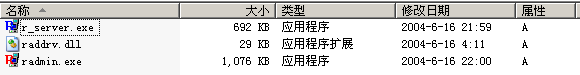 名称 大小 类型 修改日期 属性
r_server.exe 692 KB 应用程序 2004-6-16 21:59 A
raddrv.dll 29 KB 应用程序扩展 2004-6-16 4:11 A
radmin.exe 1,076 KB 应用程序 2004-6-16 22:00 A